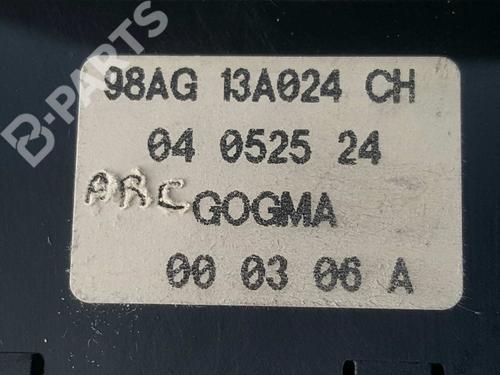 B-PARTS
98AG 13A024 CH
04 0525 24
ARC GOGMA
00 03 06 A